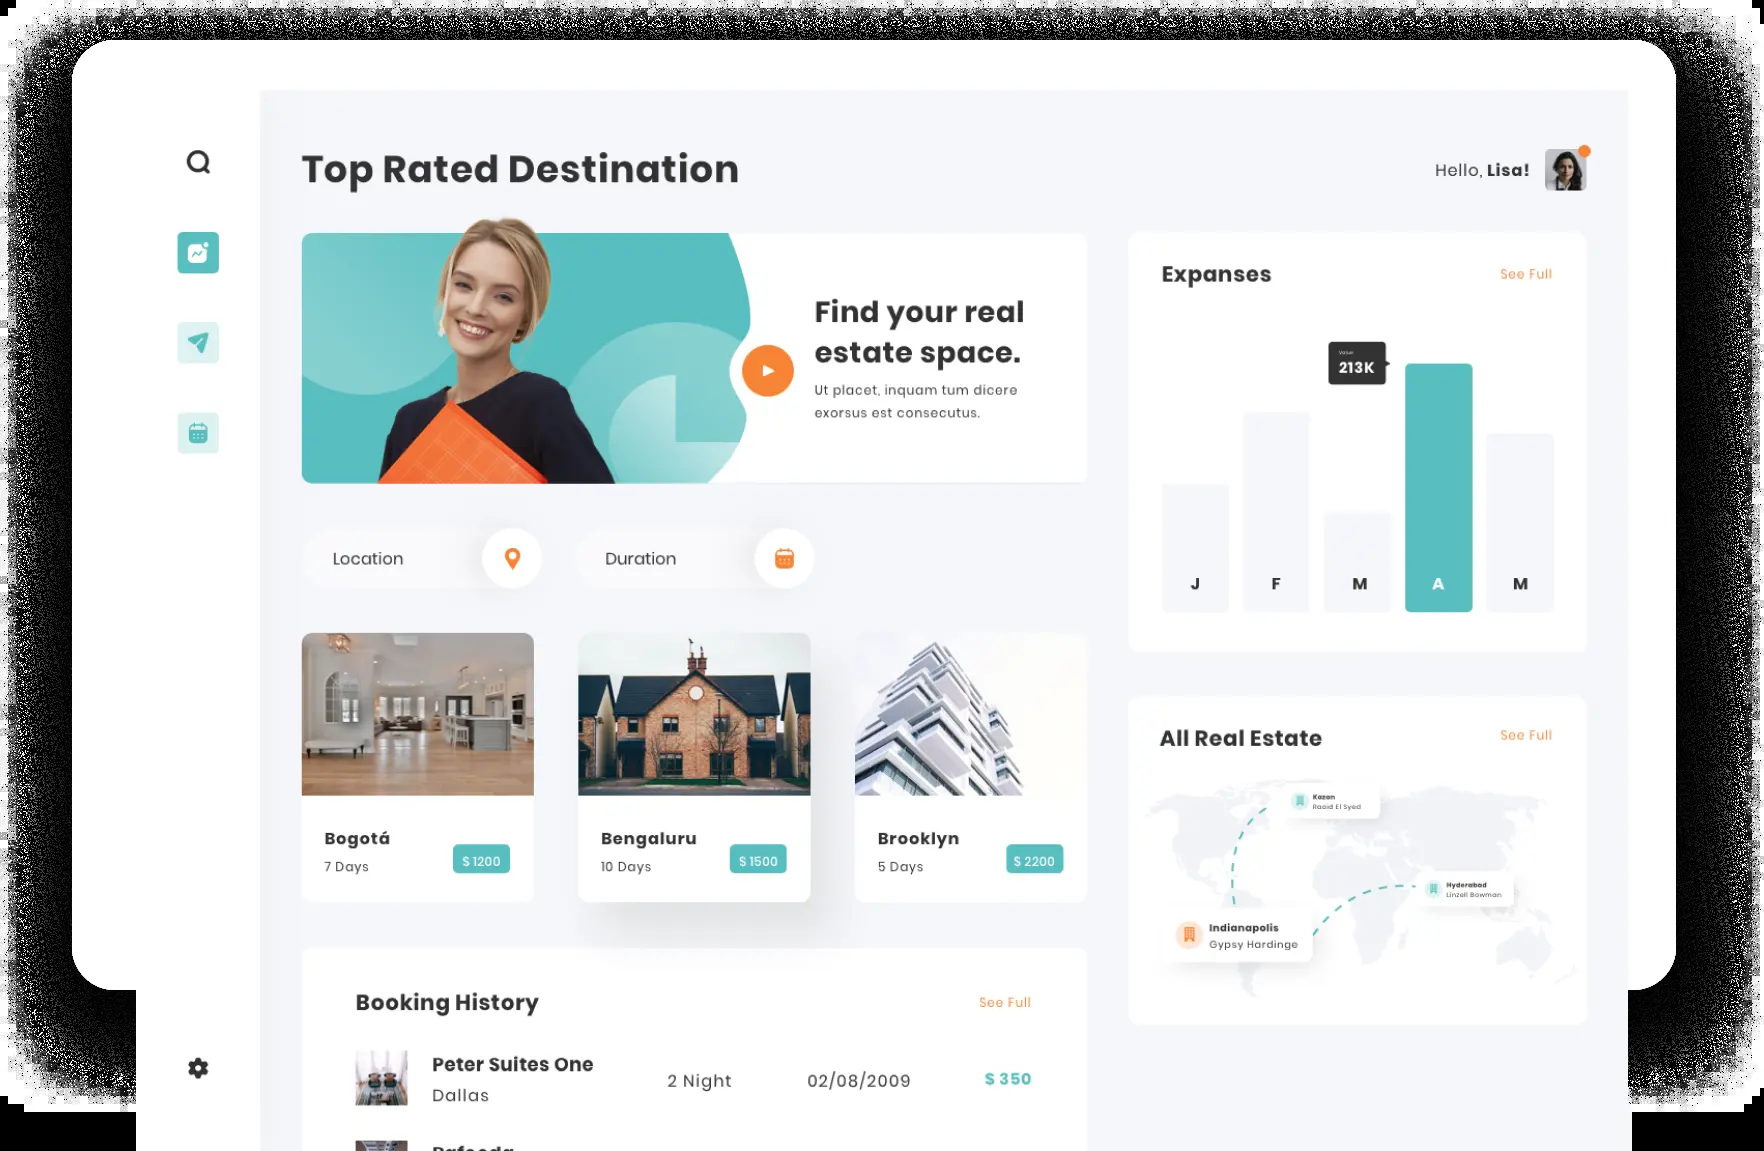 Top Rated Destination
Hello, Lisa!
Find your real
estate space.
Ut placet, inquam tum dicere
exorsus est consecutus.
Expanses
See Full
Value
213K
J F M A M
Location
Duration
Bogotá
7 Days
$ 1200
Bengaluru
10 Days
$ 1500
Brooklyn
5 Days
$ 2200
All Real Estate
See Full
Kazan
Raaid El Syed
Hyderabad
Linzell Bowman
Indianapolis
Gypsy Hardinge
Booking History
See Full
Peter Suites One
Dallas
2 Night
02/08/2009
$ 350